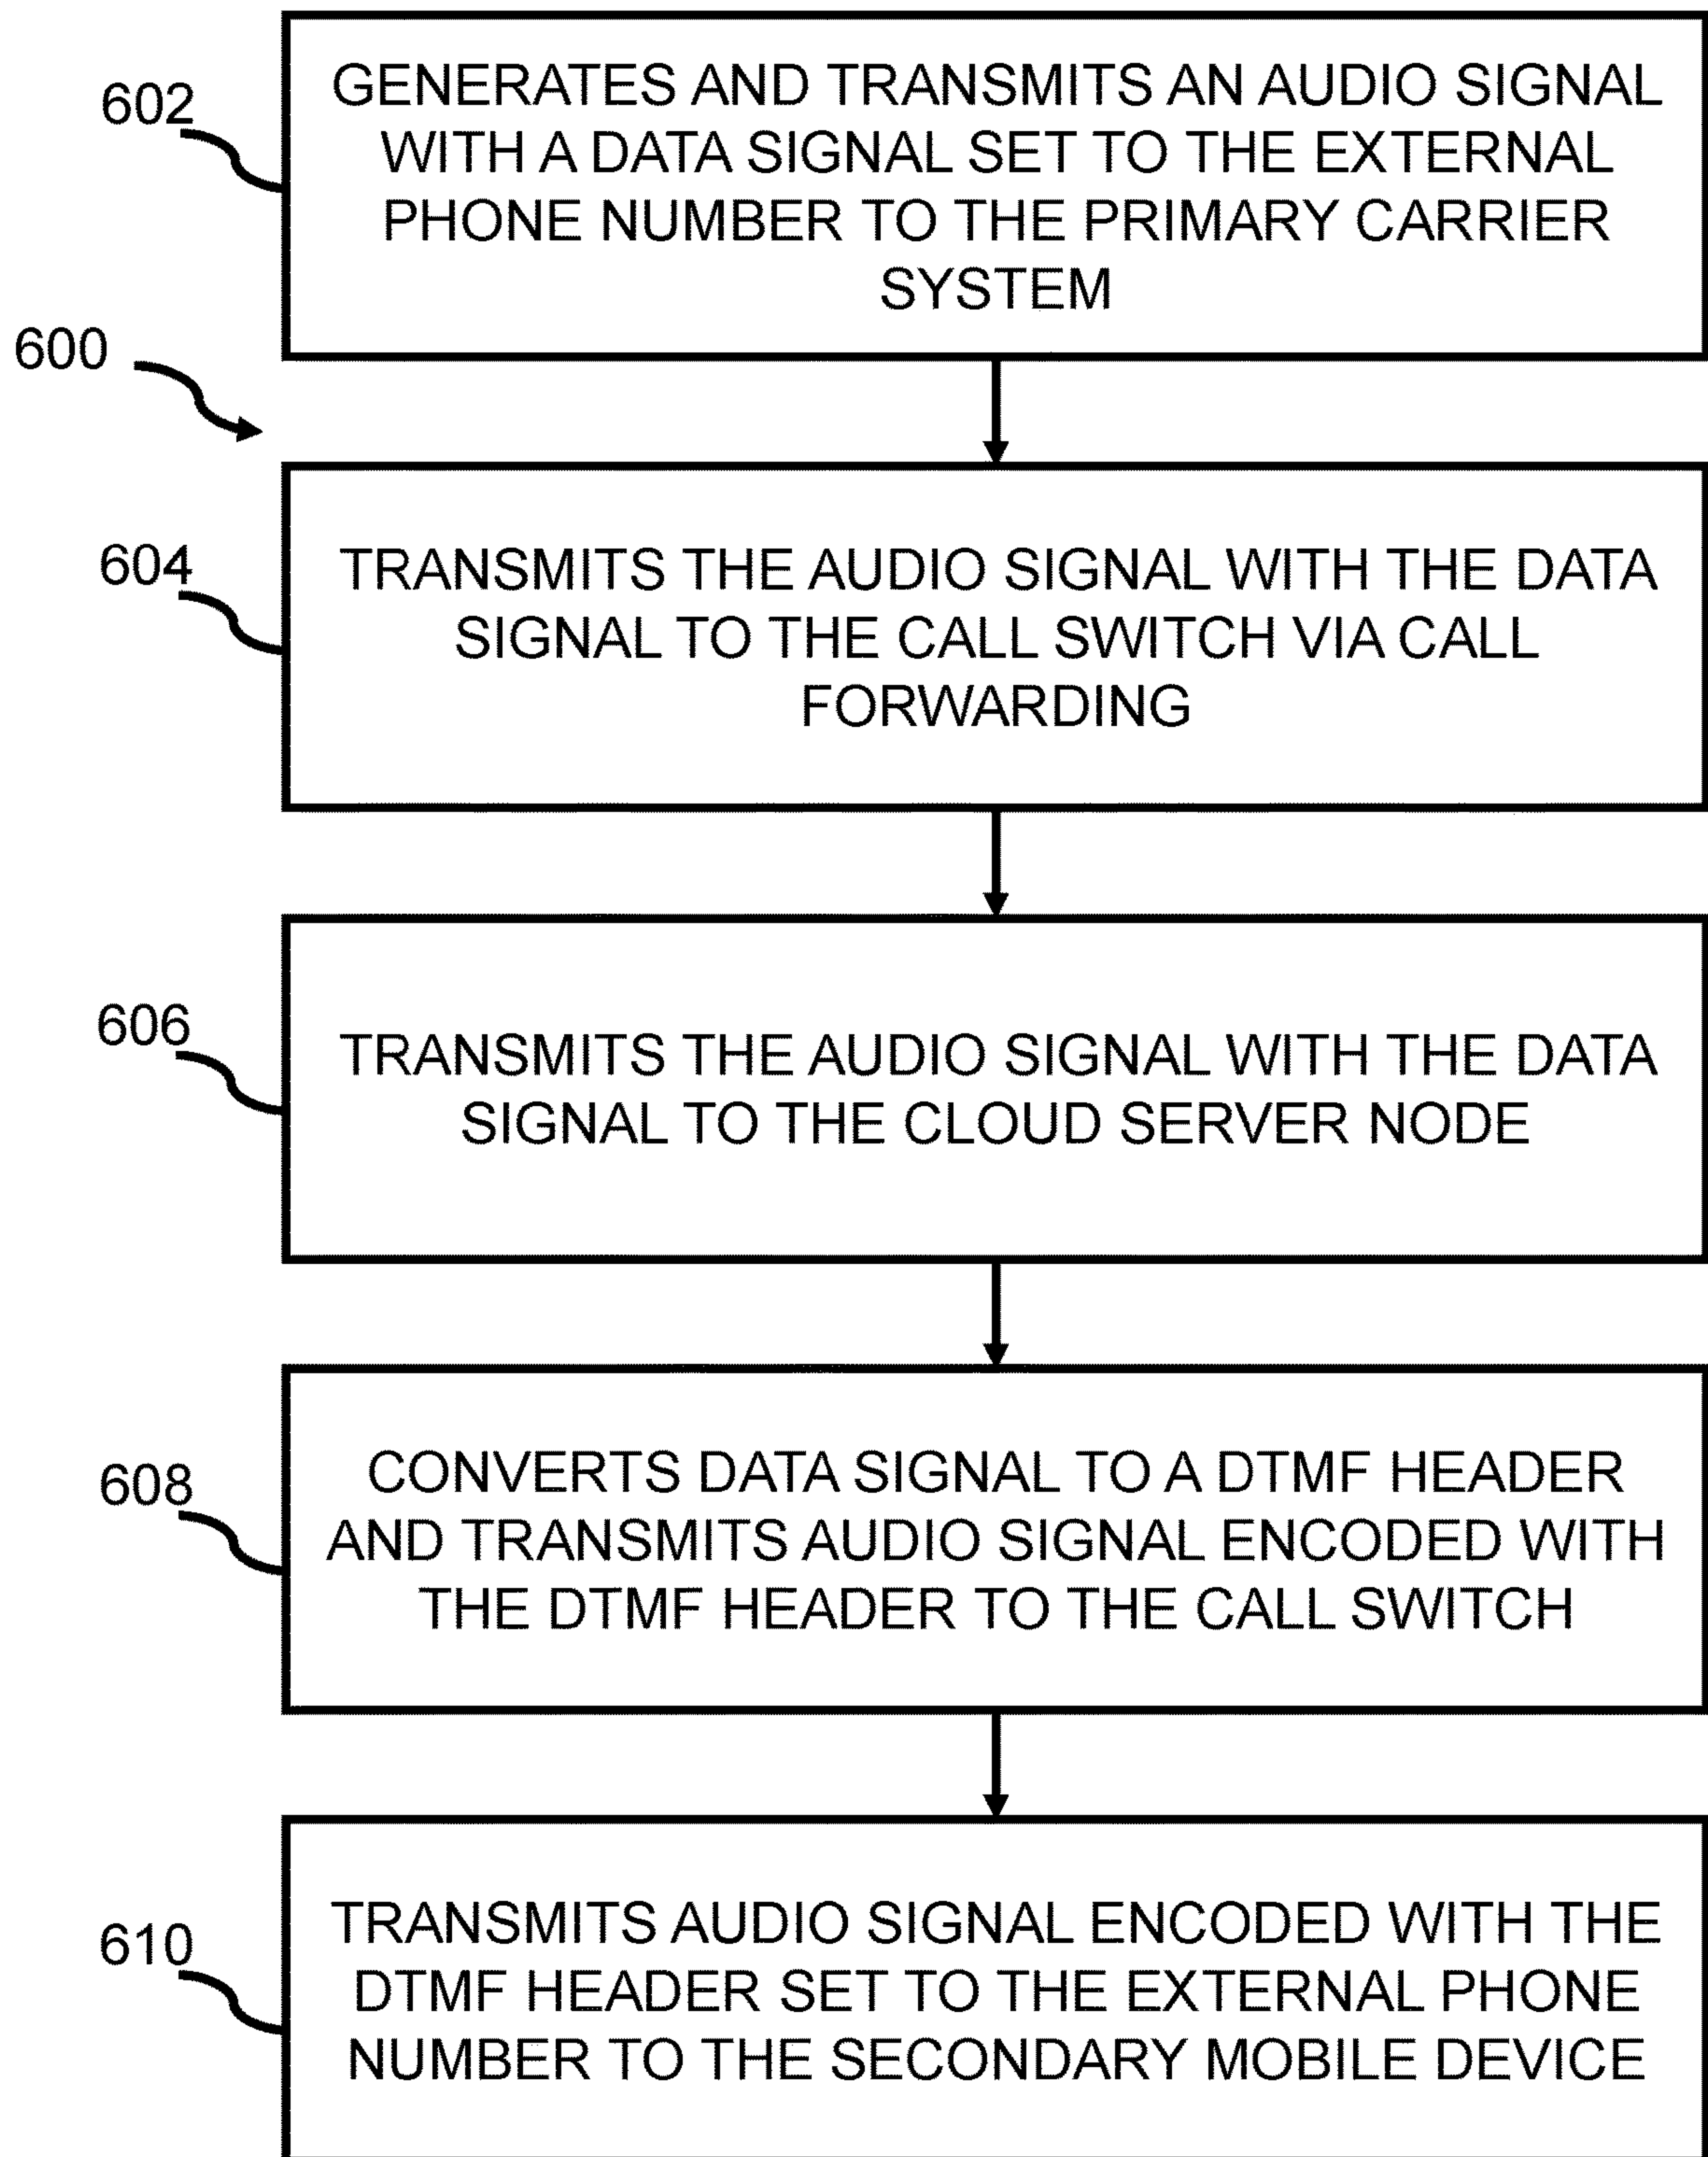 602
GENERATES AND TRANSMITS AN AUDIO SIGNAL
WITH A DATA SIGNAL SET TO THE EXTERNAL
PHONE NUMBER TO THE PRIMARY CARRIER
SYSTEM
600
604
TRANSMITS THE AUDIO SIGNAL WITH THE DATA
SIGNAL TO THE CALL SWITCH VIA CALL
FORWARDING
606
TRANSMITS THE AUDIO SIGNAL WITH THE DATA
SIGNAL TO THE CLOUD SERVER NODE
608
CONVERTS DATA SIGNAL TO A DTMF HEADER
AND TRANSMITS AUDIO SIGNAL ENCODED WITH
THE DTMF HEADER TO THE CALL SWITCH
610
TRANSMITS AUDIO SIGNAL ENCODED WITH THE
DTMF HEADER SET TO THE EXTERNAL PHONE
NUMBER TO THE SECONDARY MOBILE DEVICE